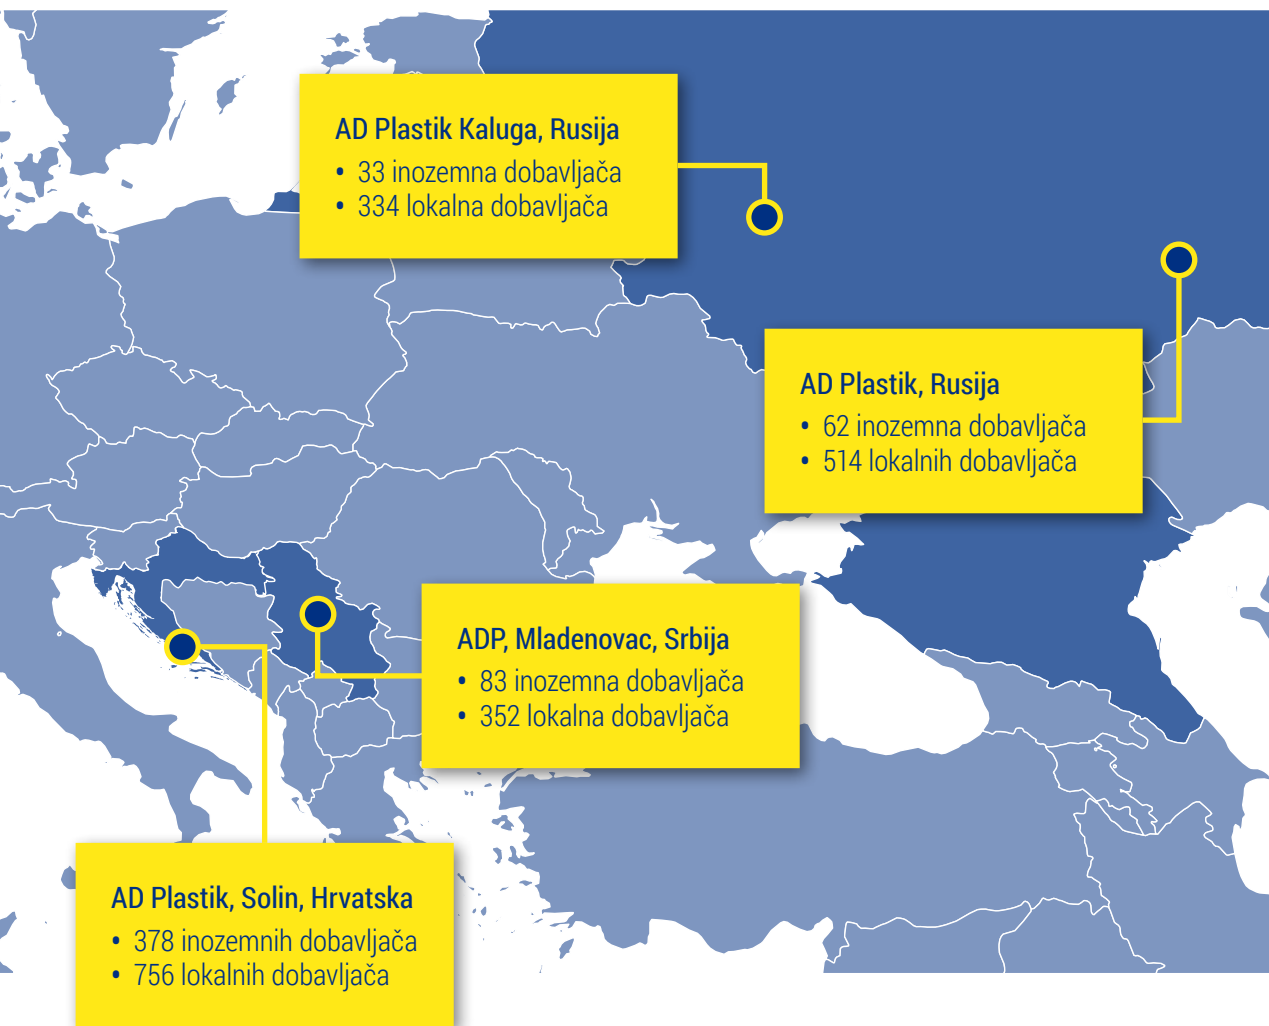 AD Plastik Kaluga, Rusija
• 33 inozemna dobavljača
• 334 lokalna dobavljača
AD Plastik, Rusija
• 62 inozemna dobavljača
• 514 lokalnih dobavljača
ADP, Mladenovac, Srbija
• 83 inozemna dobavljača
• 352 lokalna dobavljača
AD Plastik, Solin, Hrvatska
• 378 inozemnih dobavljača
• 756 lokalnih dobavljača